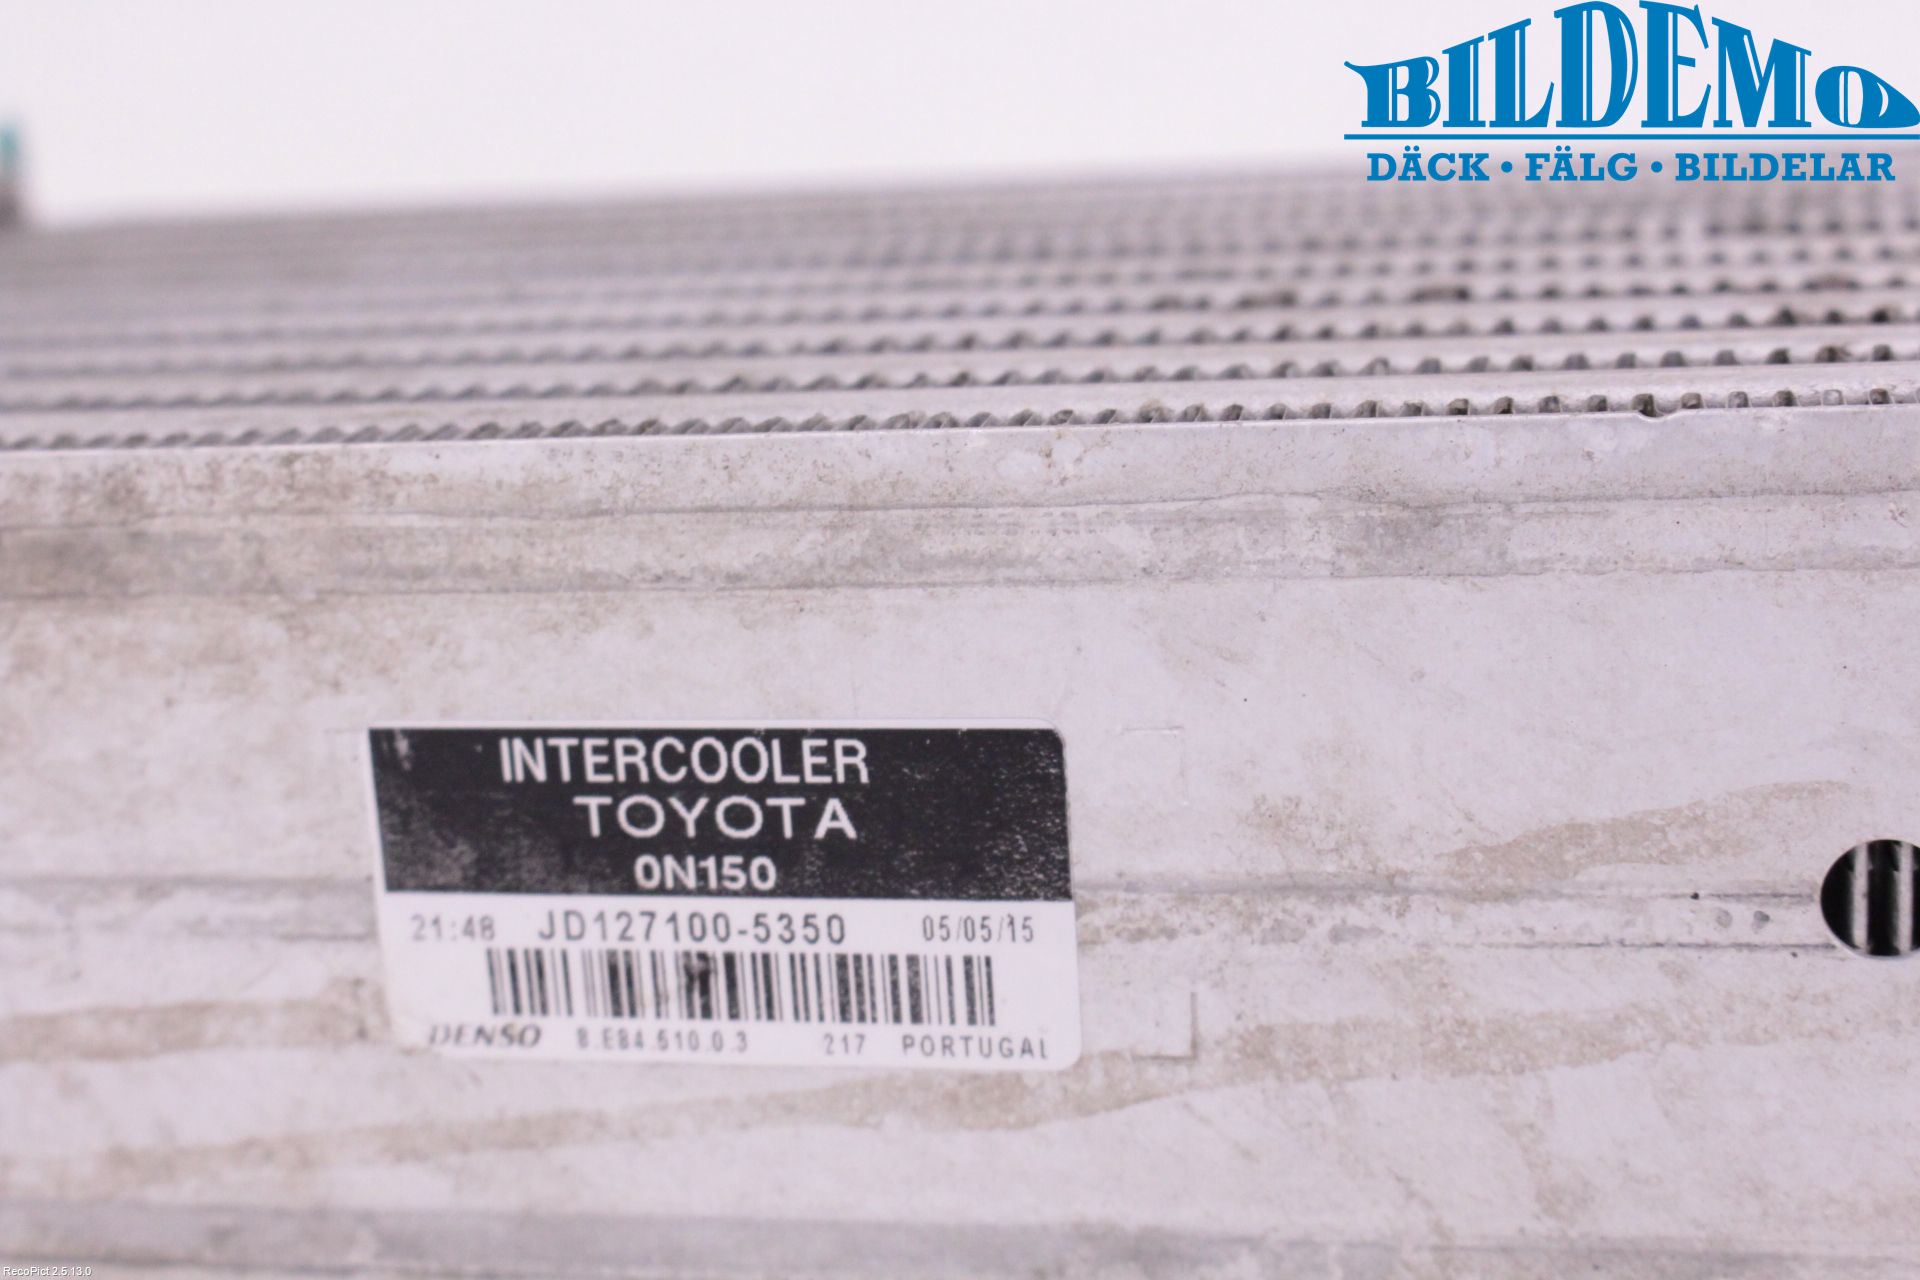 BILDEMO
DÄCK • FÄLG • BILDELAR
INTERCOOLER
TOYOTA
0N150
21:48 JD127100-5350 05/05/15
DENSO 8.E84.510.0.3 217 PORTUGAL
RecoPict 2.5.13.0